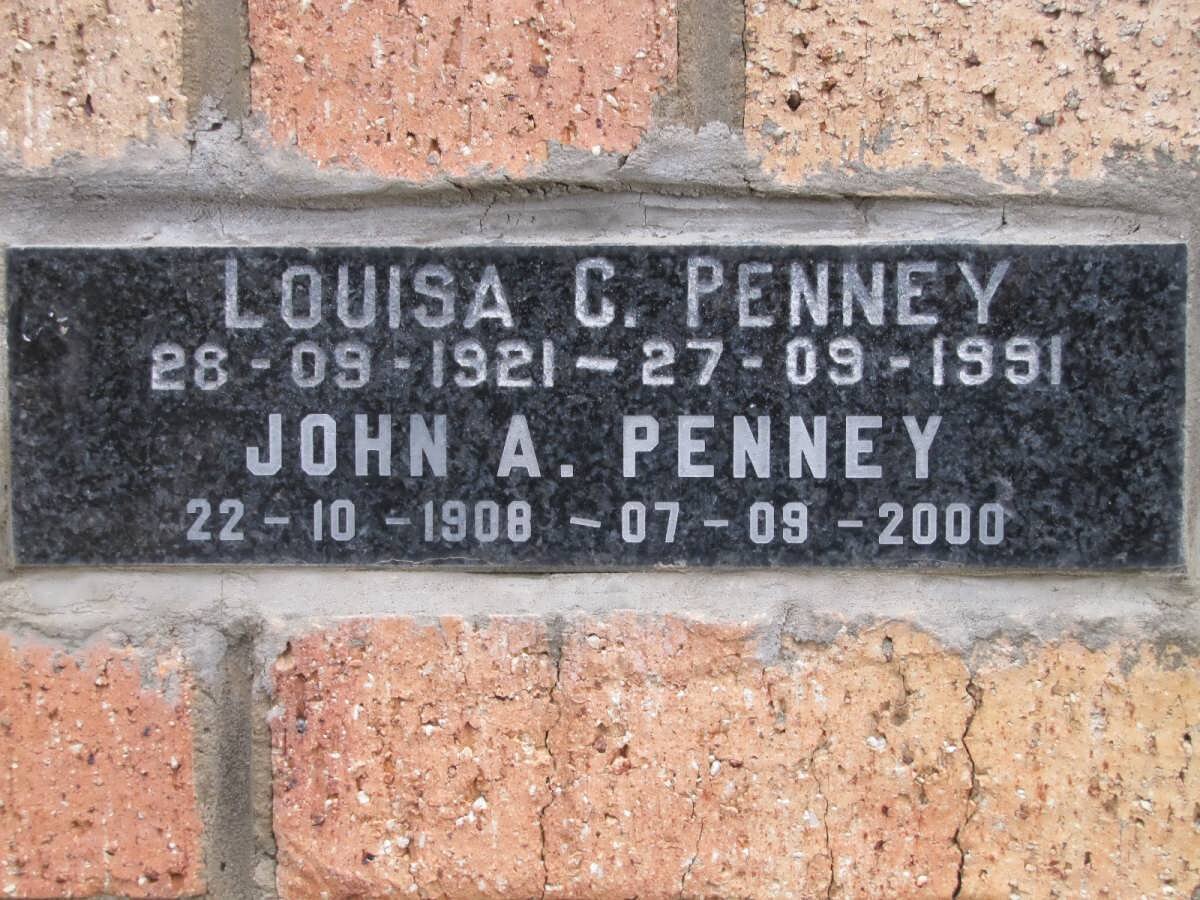 LOUISA C. PENNEY
28-09-1921~27-09-1991
JOHN A. PENNEY
22-10-1908~07-09-2000